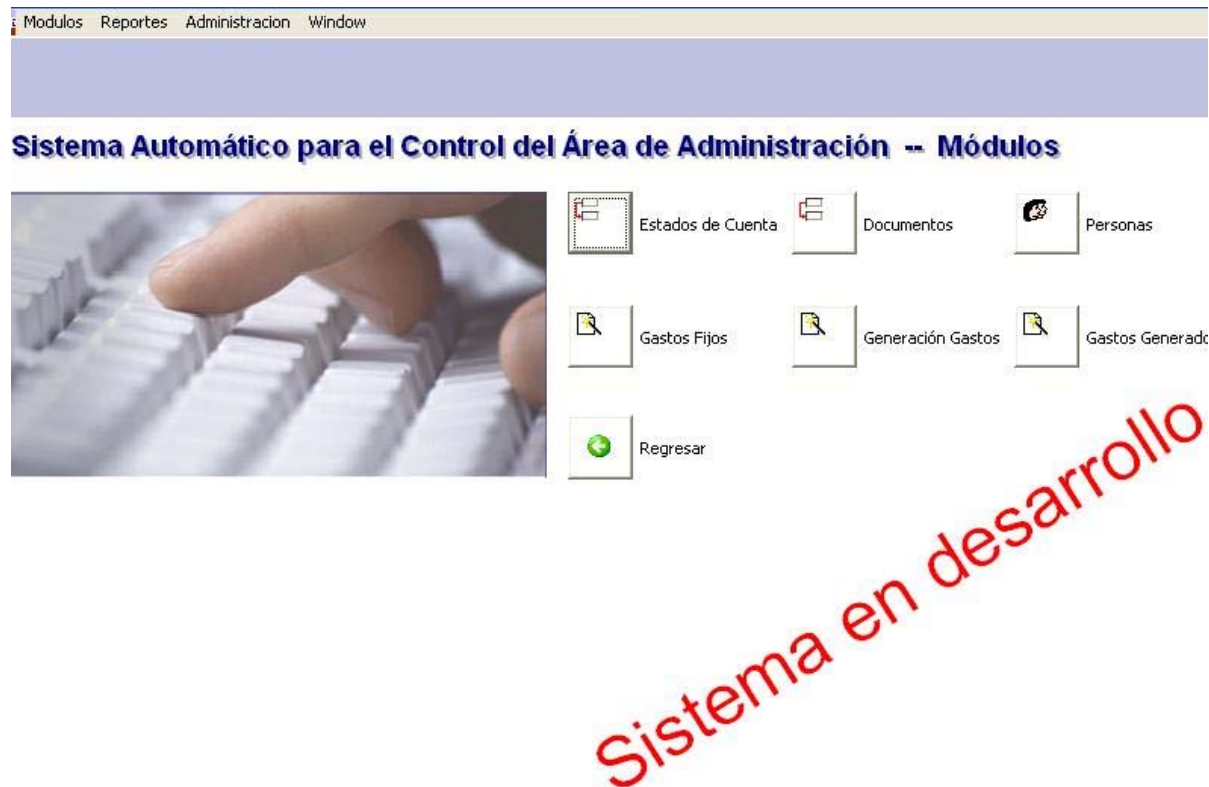 Modulos Reportes Administracion Window
Sistema Automático para el Control del Área de Administración -- Módulos
Estados de Cuenta Documentos Personas
Gastos Fijos Generación Gastos Gastos Generado
Regresar
Sistema en desarrollo